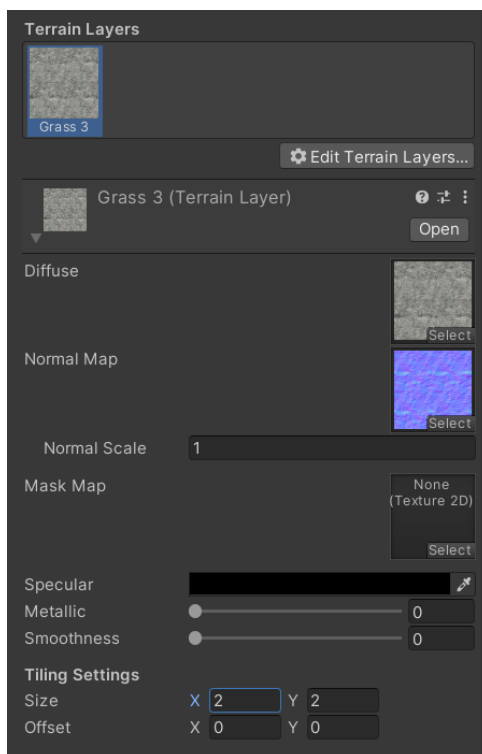 Terrain Layers
Grass 3
Edit Terrain Layers...
Grass 3 (Terrain Layer)
Open
Diffuse
Select
Normal Map
Select
Normal Scale 1
Mask Map
None
(Texture 2D)
Select
Specular
Metallic 0
Smoothness 0
Tiling Settings
Size X 2 Y 2
Offset X 0 Y 0